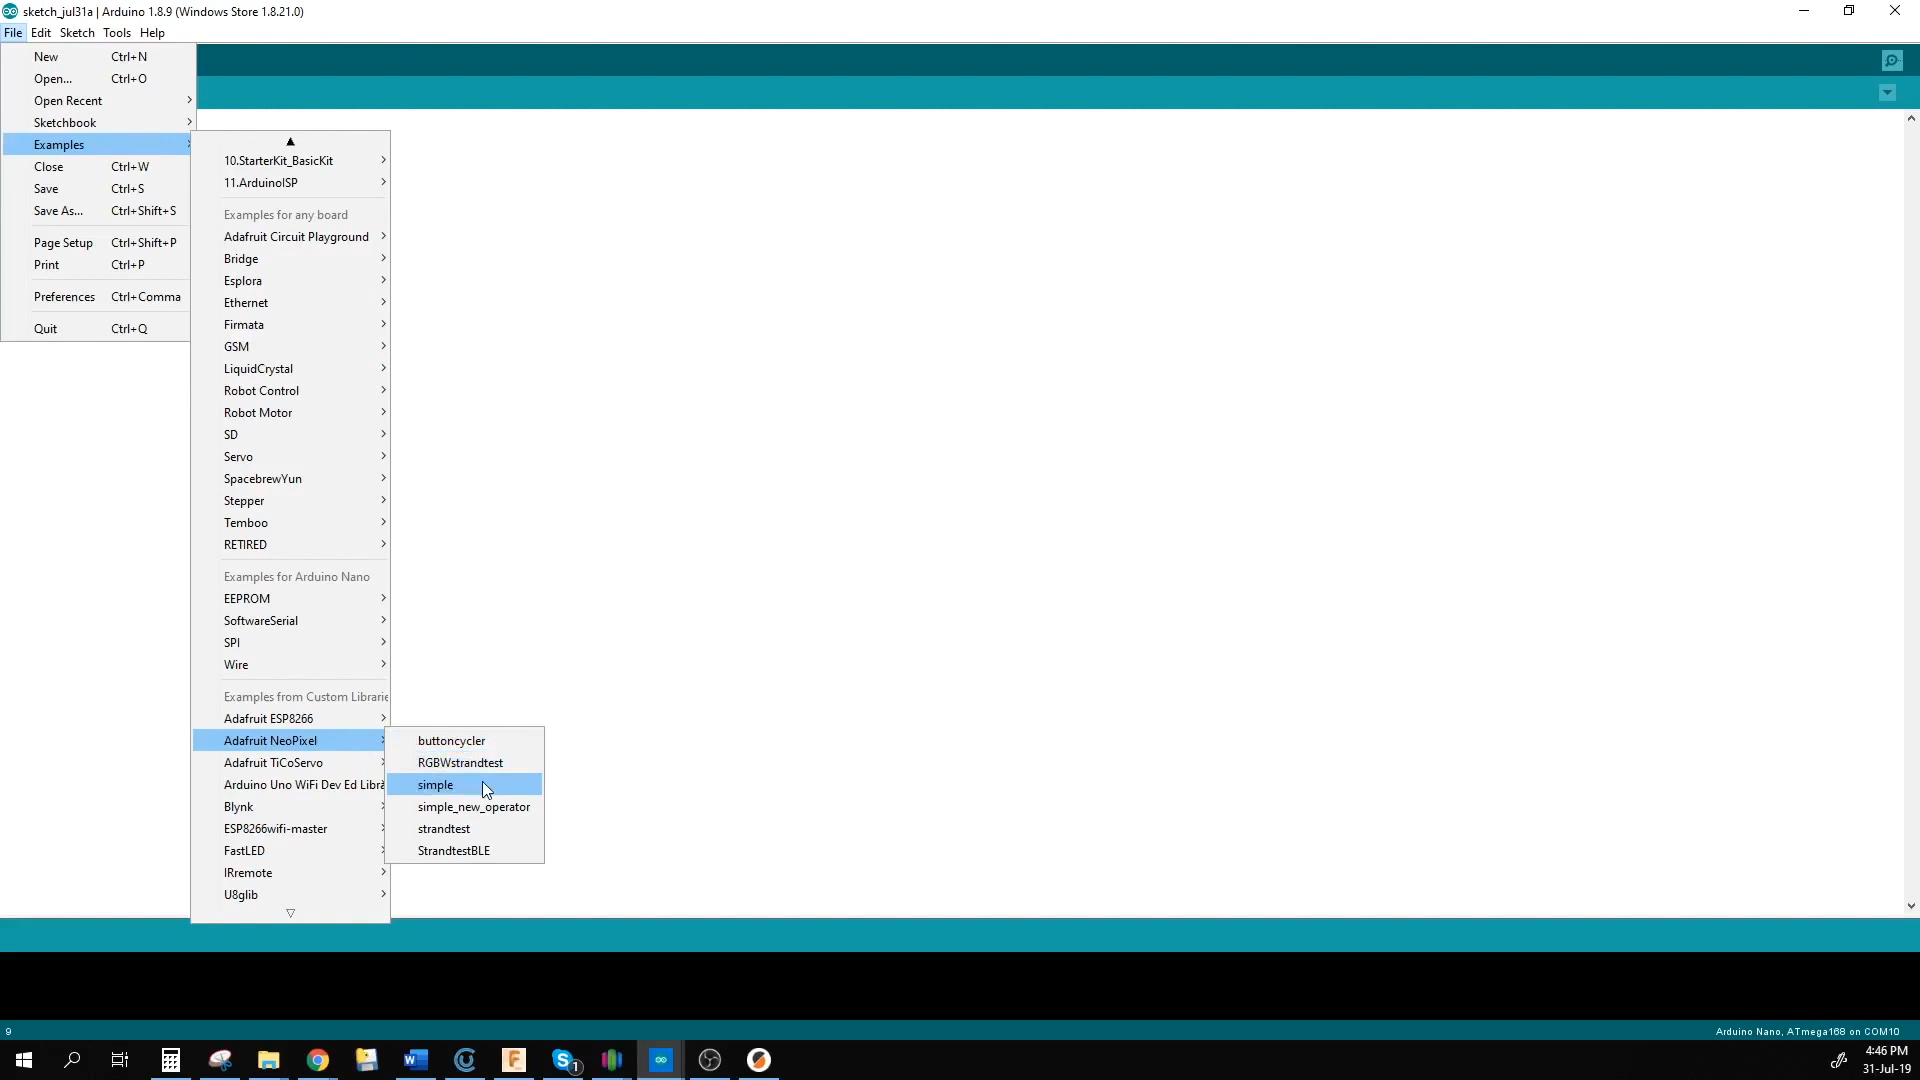 sketch_jul31a | Arduino 1.8.9 (Windows Store 1.8.21.0)
File Edit Sketch Tools Help
New Ctrl+N
Open... Ctrl+O
Open Recent
Sketchbook
Examples
Close Ctrl+W
Save Ctrl+S
Save As... Ctrl+Shift+S
Page Setup Ctrl+Shift+P
Print Ctrl+P
Preferences Ctrl+Comma
Quit Ctrl+Q
10.StarterKit_BasicKit
11.ArduinoISP
Examples for any board
Adafruit Circuit Playground
Bridge
Esplora
Ethernet
Firmata
GSM
LiquidCrystal
Robot Control
Robot Motor
SD
Servo
SpacebrewYun
Stepper
Temboo
RETIRED
Examples for Arduino Nano
EEPROM
SoftwareSerial
SPI
Wire
Examples from Custom Librarie
Adafruit ESP8266
Adafruit NeoPixel
Adafruit TiCoServo
Arduino Uno WiFi Dev Ed Libra
Blynk
ESP8266wifi-master
FastLED
IRremote
U8glib
buttoncycler
RGBWstrandtest
simple
simple_new_operator
strandtest
StrandtestBLE
9
Arduino Nano, ATmega168 on COM10
1
4:46 PM
31-Jul-19